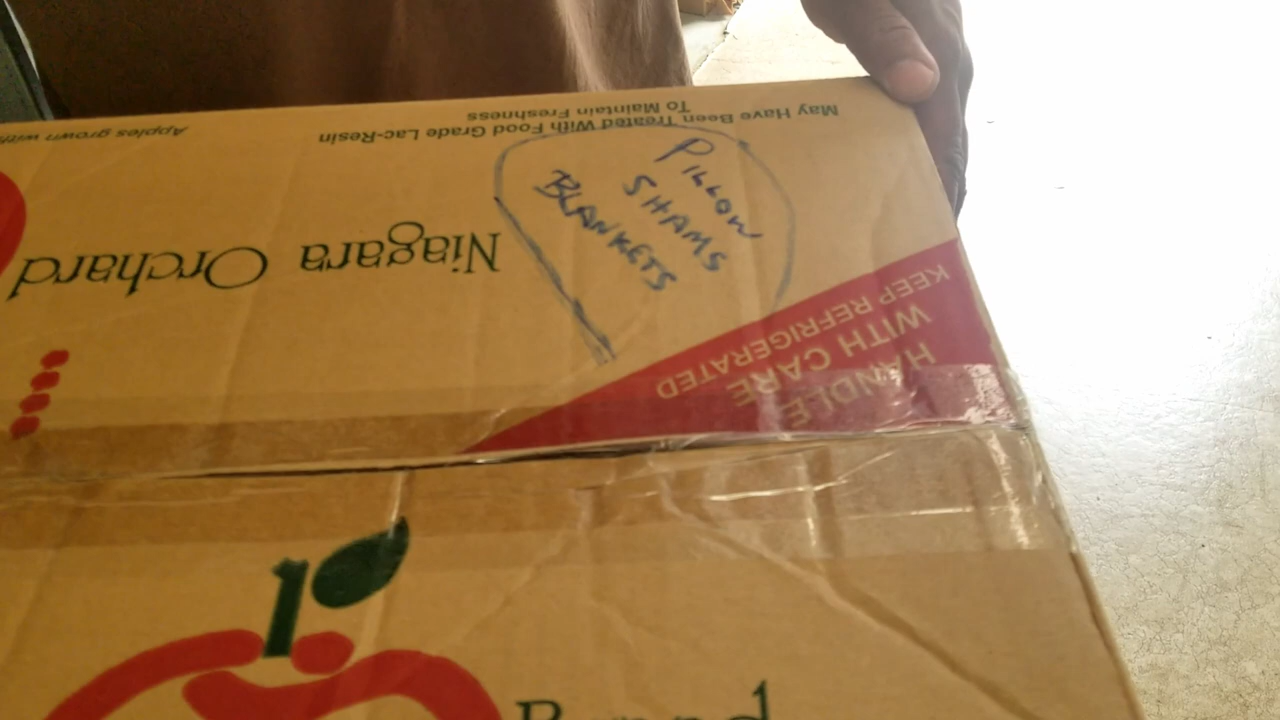 May Have Been Treated With Food Grade Lac-Resin
To Maintain Freshness
Apples grown with
PILLOW
SHAMS
BLANKETS
Niagara Orchard
HANDLE
WITH CARE
KEEP REFRIGERATED
Brand